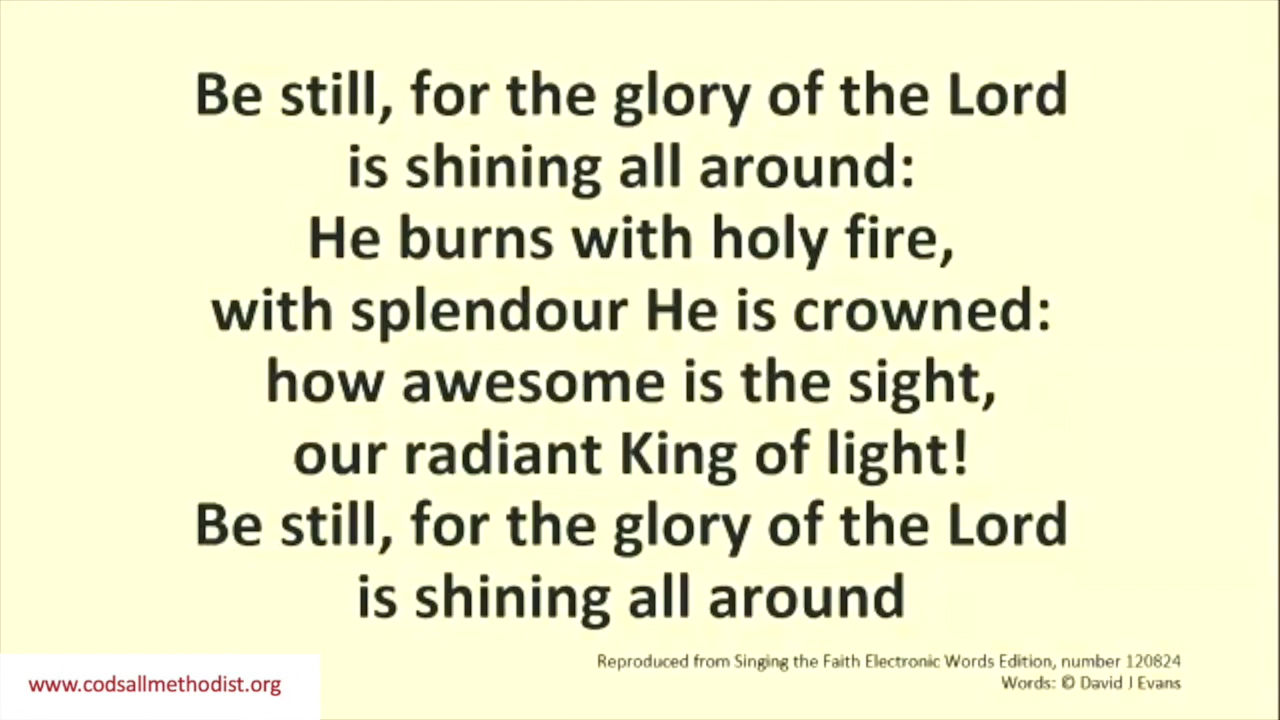 Be still, for the glory of the Lord
is shining all around:
He burns with holy fire,
with splendour He is crowned:
how awesome is the sight,
our radiant King of light!
Be still, for the glory of the Lord
is shining all around
Reproduced from Singing the Faith Electronic Words Edition, number 120824
Words: © David J Evans
www.codsallmethodist.org